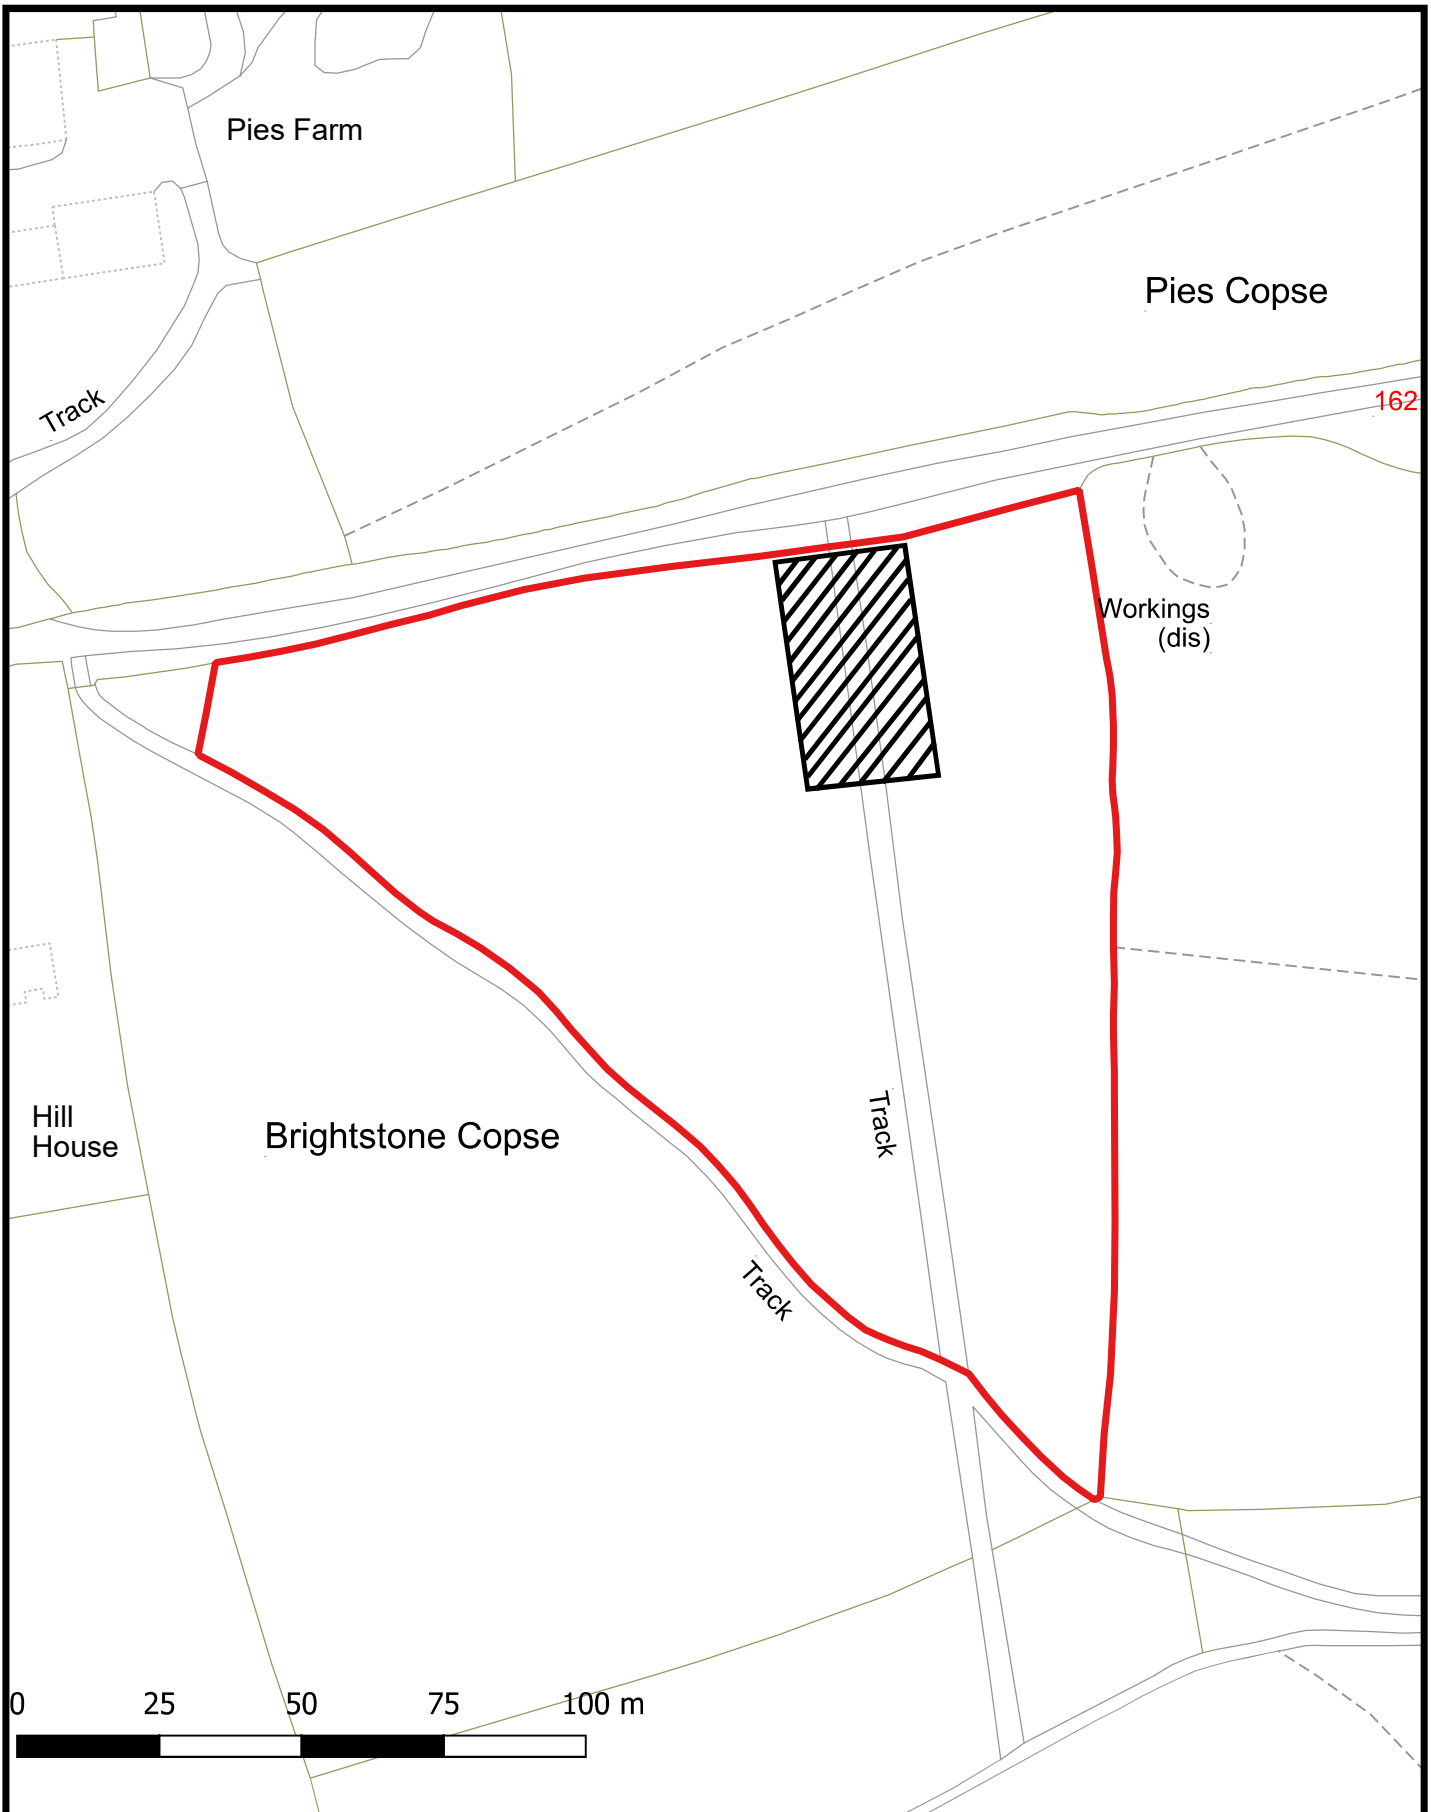 Pies Farm
Pies Copse
Track
162
Workings
(dis)
Track
Hill
House
Brightstone Copse
Track
0 25 50 75 100 m